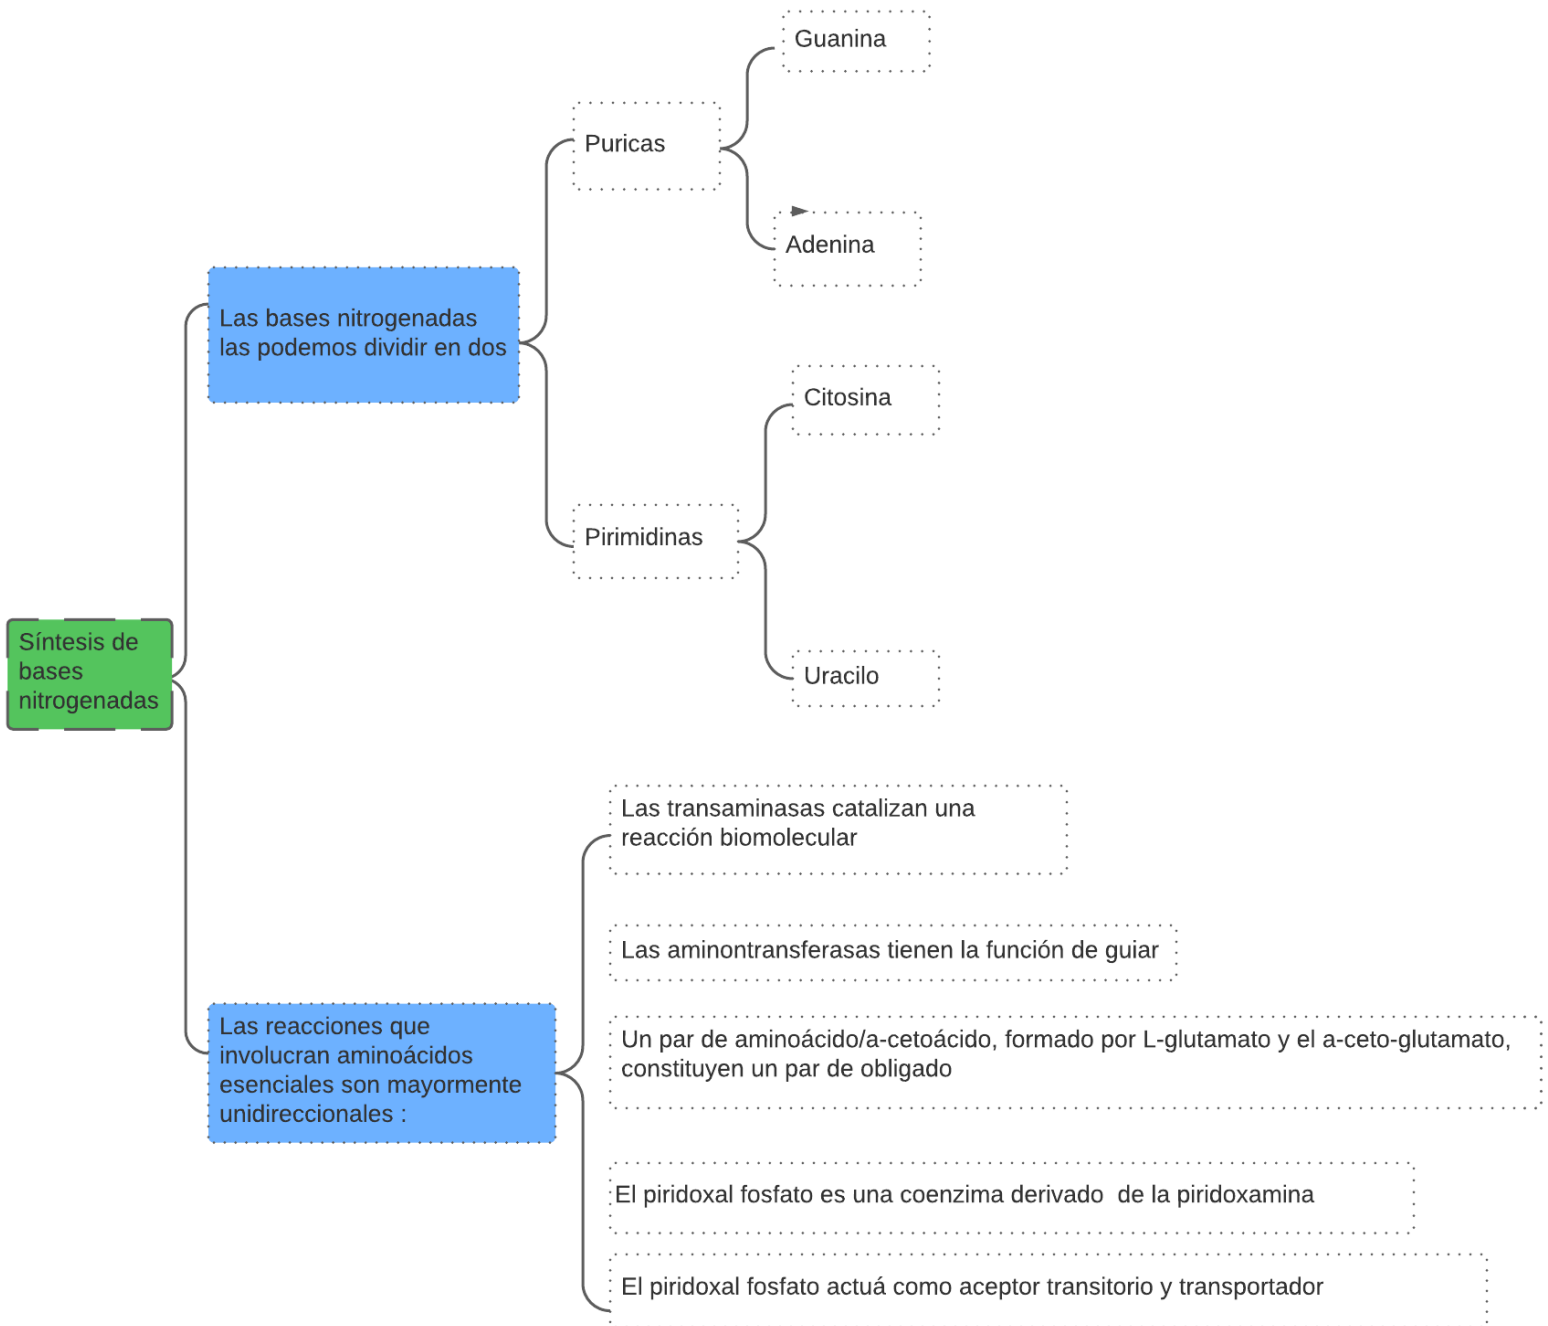 Síntesis de
bases
nitrogenadas
Las bases nitrogenadas
las podemos dividir en dos
Puricas
Guanina
Adenina
Pirimidinas
Citosina
Uracilo
Las reacciones que
involucran aminoácidos
esenciales son mayormente
unidireccionales :
Las transaminasas catalizan una
reacción biomolecular
Las aminontransferasas tienen la función de guiar
Un par de aminoácido/a-cetoácido, formado por L-glutamato y el a-ceto-glutamato,
constituyen un par de obligado
El piridoxal fosfato es una coenzima derivado  de la piridoxamina
El piridoxal fosfato actuá como aceptor transitorio y transportador